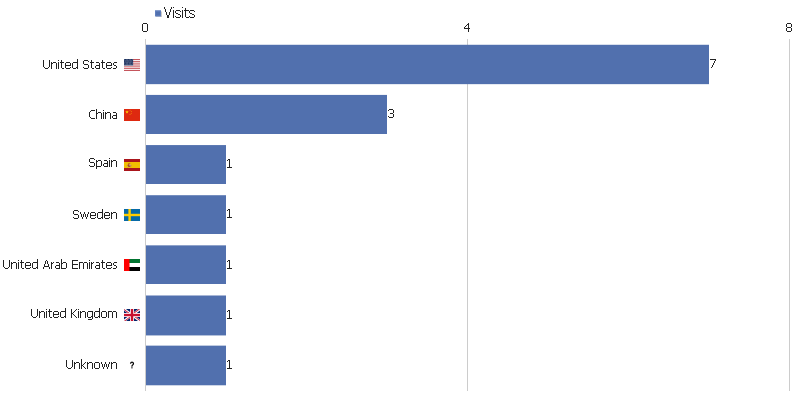 Visits
0 4 8
United States 7
China 3
Spain 1
Sweden 1
United Arab Emirates 1
United Kingdom 1
Unknown ? 1